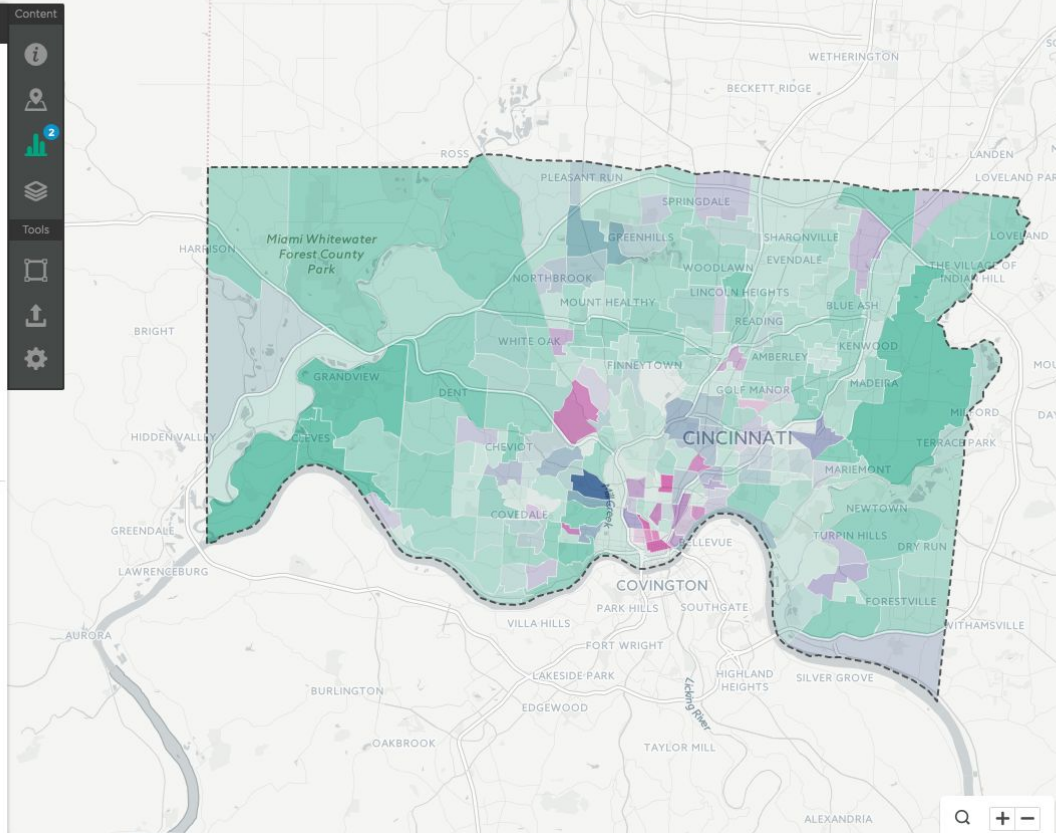 Content
i
2
Tools
WETHERINGTON
BECKETT RIDGE
ROSS
LANDEN
PLEASANT RUN
LOVELAND PAR
SPRINGDALE
HARRISON
Miami Whitewater
Forest County
Park
GREENHILLS
SHARONVILLE
LOVELAND
EVENDALE
WOODLAWN
THE VILLAGE OF
INDIAN HILL
NORTHBROOK
LINCOLN HEIGHTS
MOUNT HEALTHY
BLUE ASH
READING
BRIGHT
WHITE OAK
KENWOOD
AMBERLEY
FINNEYTOWN
GRANDVIEW
MADEIRA
DENT
GOLF MANOR
MILFORD
HIDDEN VALLEY
CLEVES
CINCINNATI
TERRACE PARK
CHEVIOT
MARIEMONT
COVEDALE
NEWTOWN
GREENDALE
TURPIN HILLS
BELLEVUE
DRY RUN
LAWRENCEBURG
COVINGTON
FORESTVILLE
PARK HILLS
SOUTHGATE
VILLA HILLS
WITHAMSVILLE
AURORA
FORT WRIGHT
LAKESIDE PARK
HIGHLAND
HEIGHTS
SILVER GROVE
BURLINGTON
EDGEWOOD
Licking River
OAKBROOK
TAYLOR MILL
ALEXANDRIA
+ −